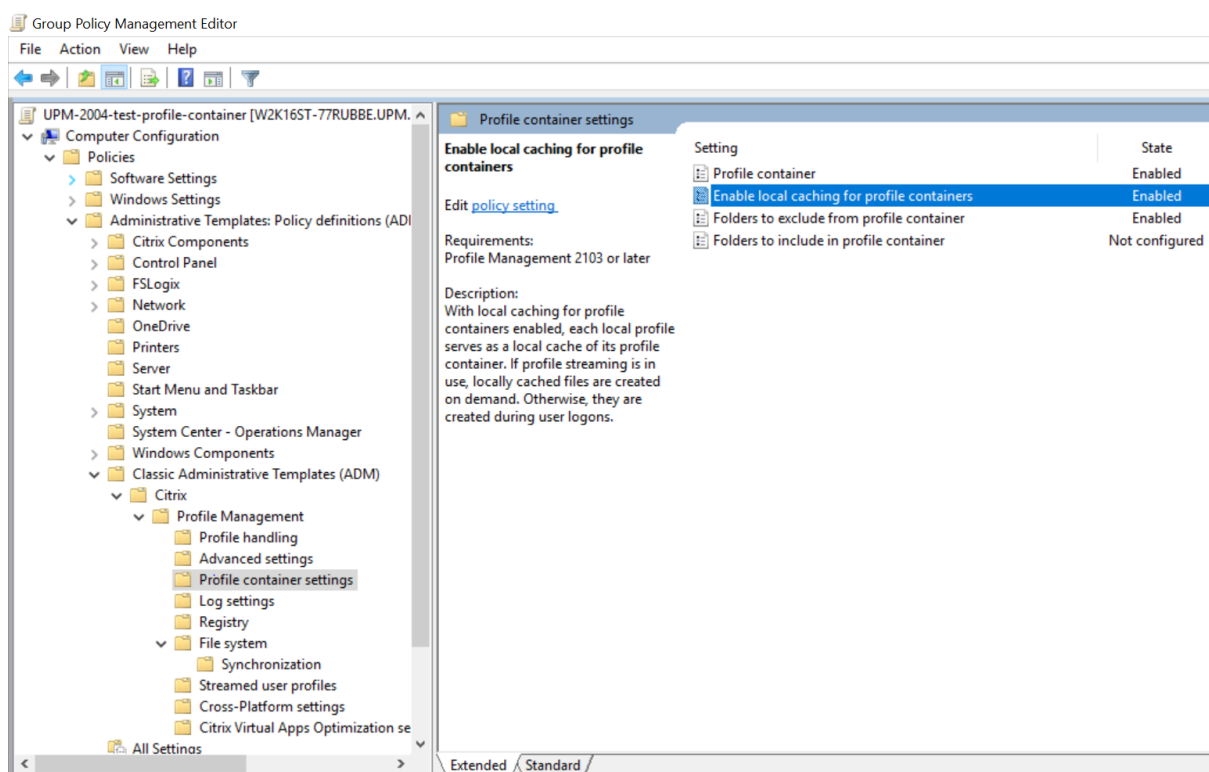 Group Policy Management Editor
File Action View Help
UPM-2004-test-profile-container [W2K16ST-77RUBBE.UPM.
Computer Configuration
Policies
Software Settings
Windows Settings
Administrative Templates: Policy definitions (ADI
Citrix Components
Control Panel
FSLogix
Network
OneDrive
Printers
Server
Start Menu and Taskbar
System
System Center - Operations Manager
Windows Components
Classic Administrative Templates (ADM)
Citrix
Profile Management
Profile handling
Advanced settings
Profile container settings
Log settings
Registry
File system
Synchronization
Streamed user profiles
Cross-Platform settings
Citrix Virtual Apps Optimization se
All Settings
Profile container settings
Enable local caching for profile
containers
Edit policy setting
Requirements:
Profile Management 2103 or later
Description:
With local caching for profile
containers enabled, each local profile
serves as a local cache of its profile
container. If profile streaming is in
use, locally cached files are created
on demand. Otherwise, they are
created during user logons.
Setting State
Profile container Enabled
Enable local caching for profile containers Enabled
Folders to exclude from profile container Enabled
Folders to include in profile container Not configured
Extended Standard